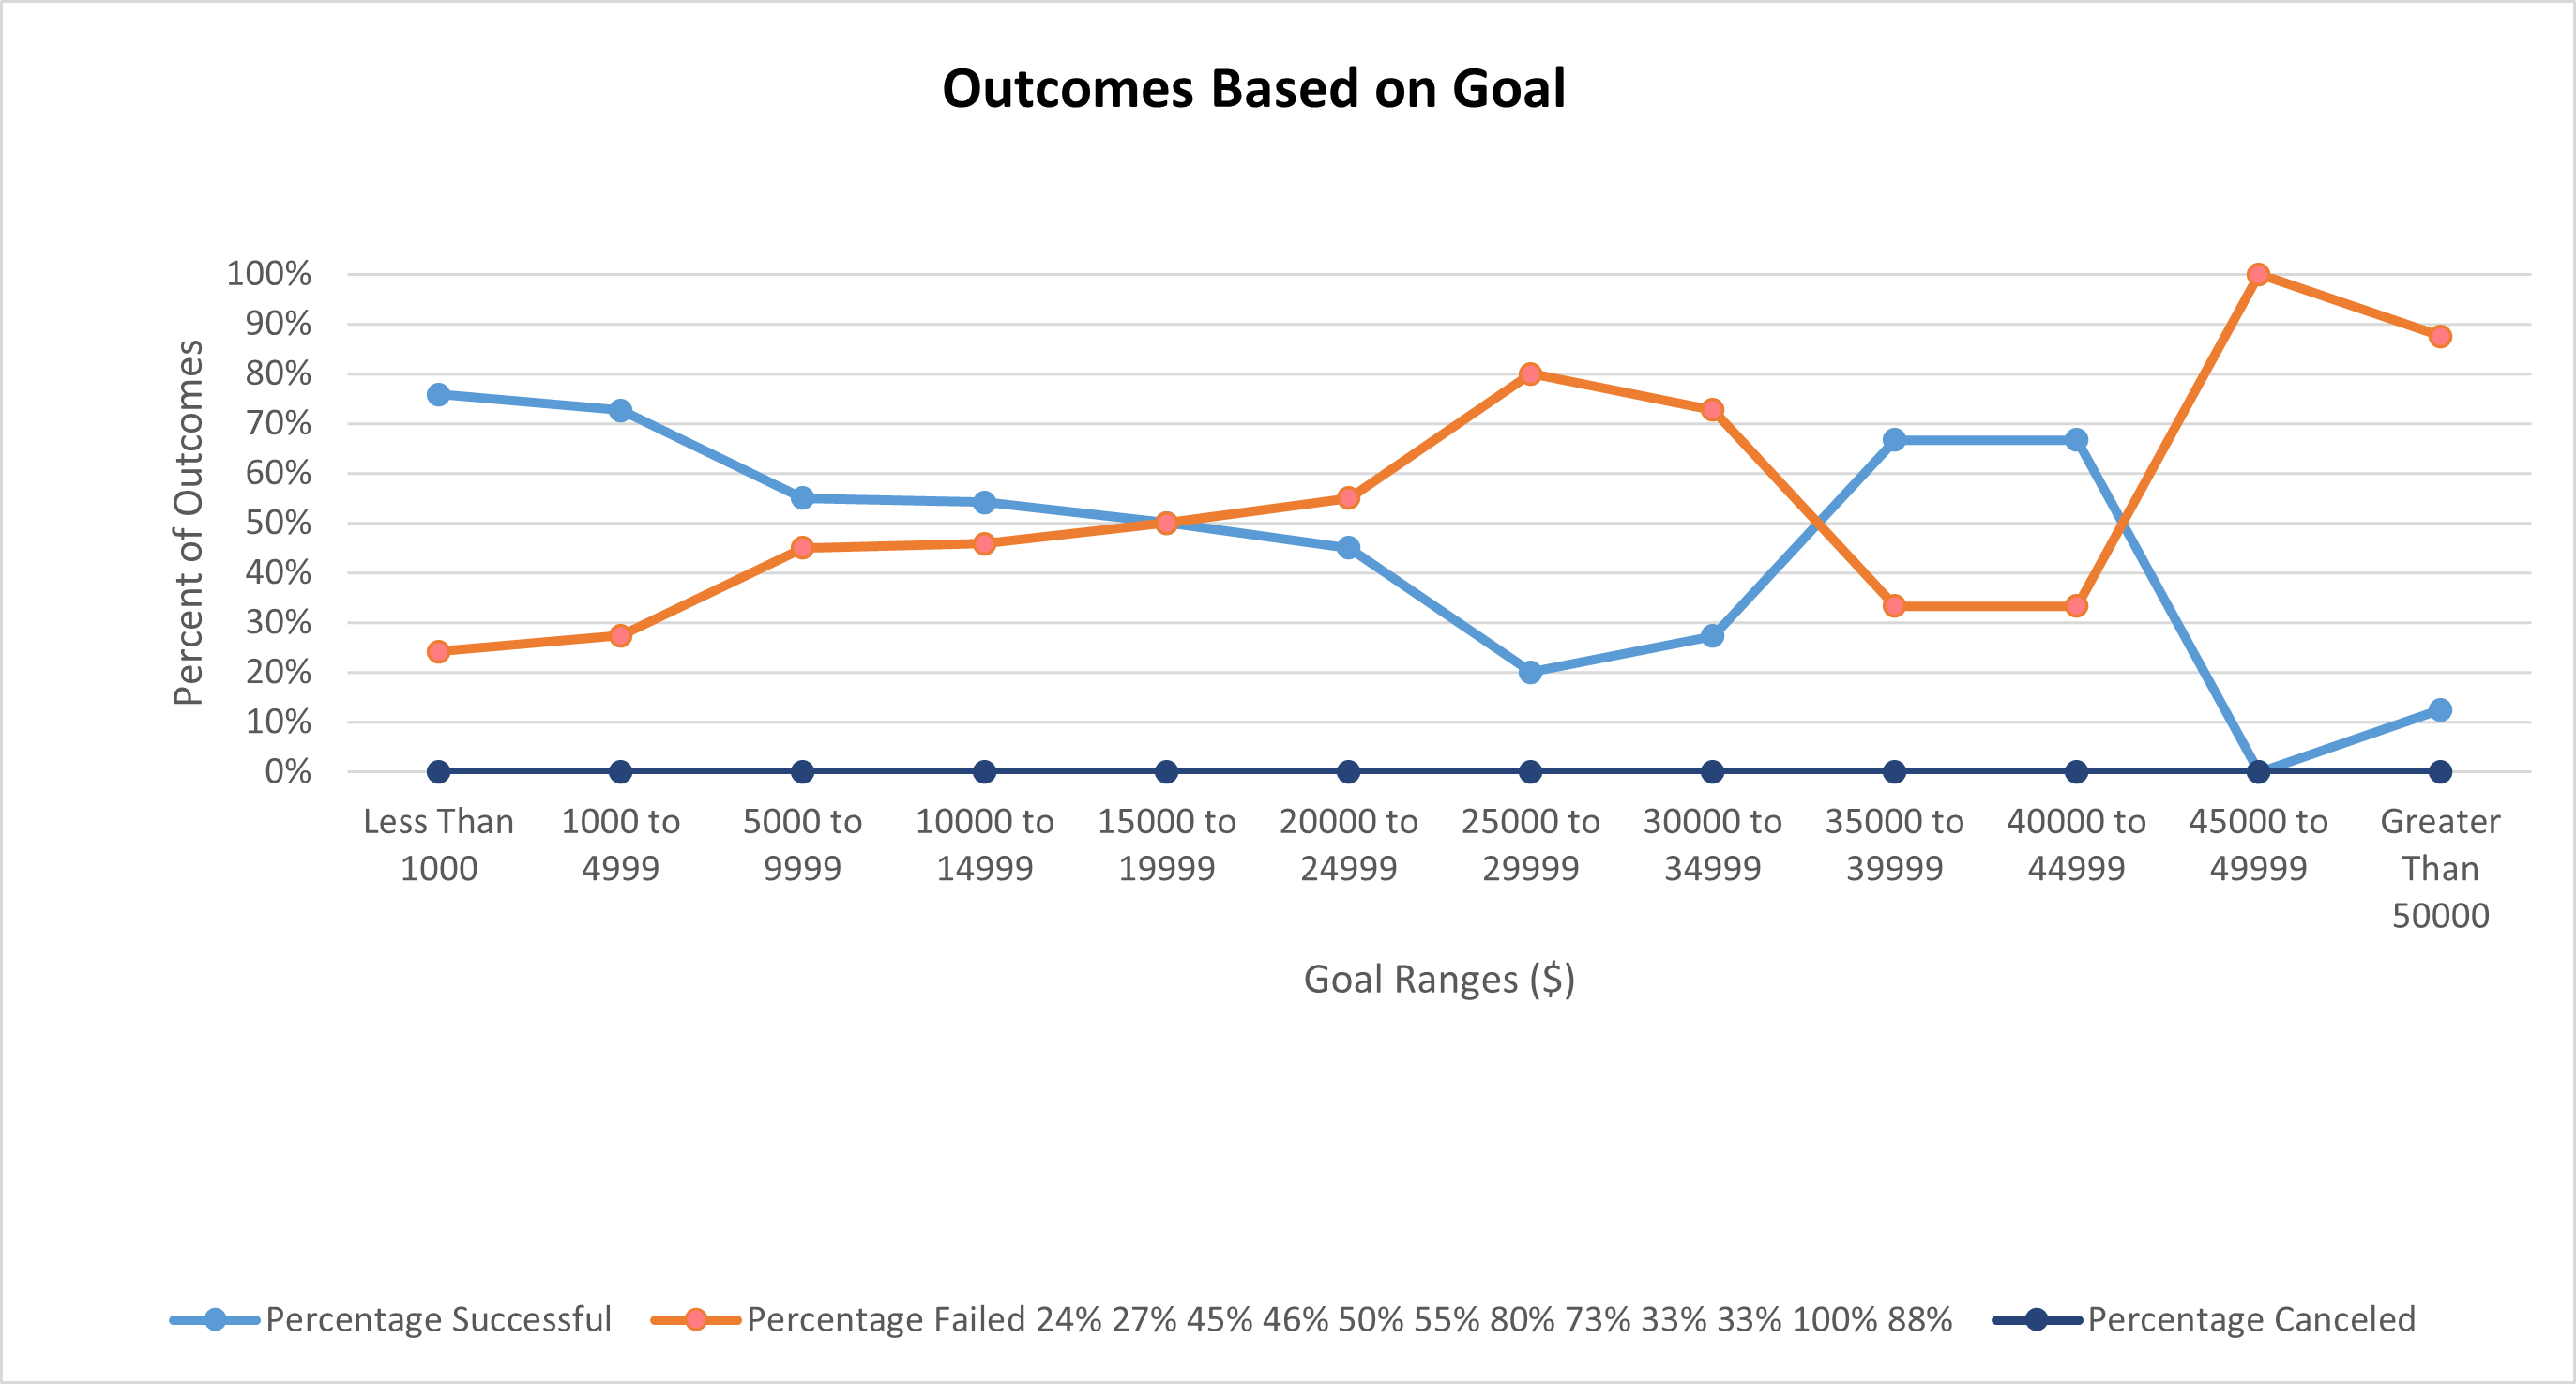 Outcomes Based on Goal
Percent of Outcomes
100%
90%
80%
70%
60%
50%
40%
30%
20%
10%
0%
Less Than
1000
1000 to
4999
5000 to
9999
10000 to
14999
15000 to
19999
20000 to
24999
25000 to
29999
30000 to
34999
35000 to
39999
40000 to
44999
45000 to
49999
Greater
Than
50000
Goal Ranges ($)
Percentage Successful
Percentage Failed 24% 27% 45% 46% 50% 55% 80% 73% 33% 33% 100% 88%
Percentage Canceled